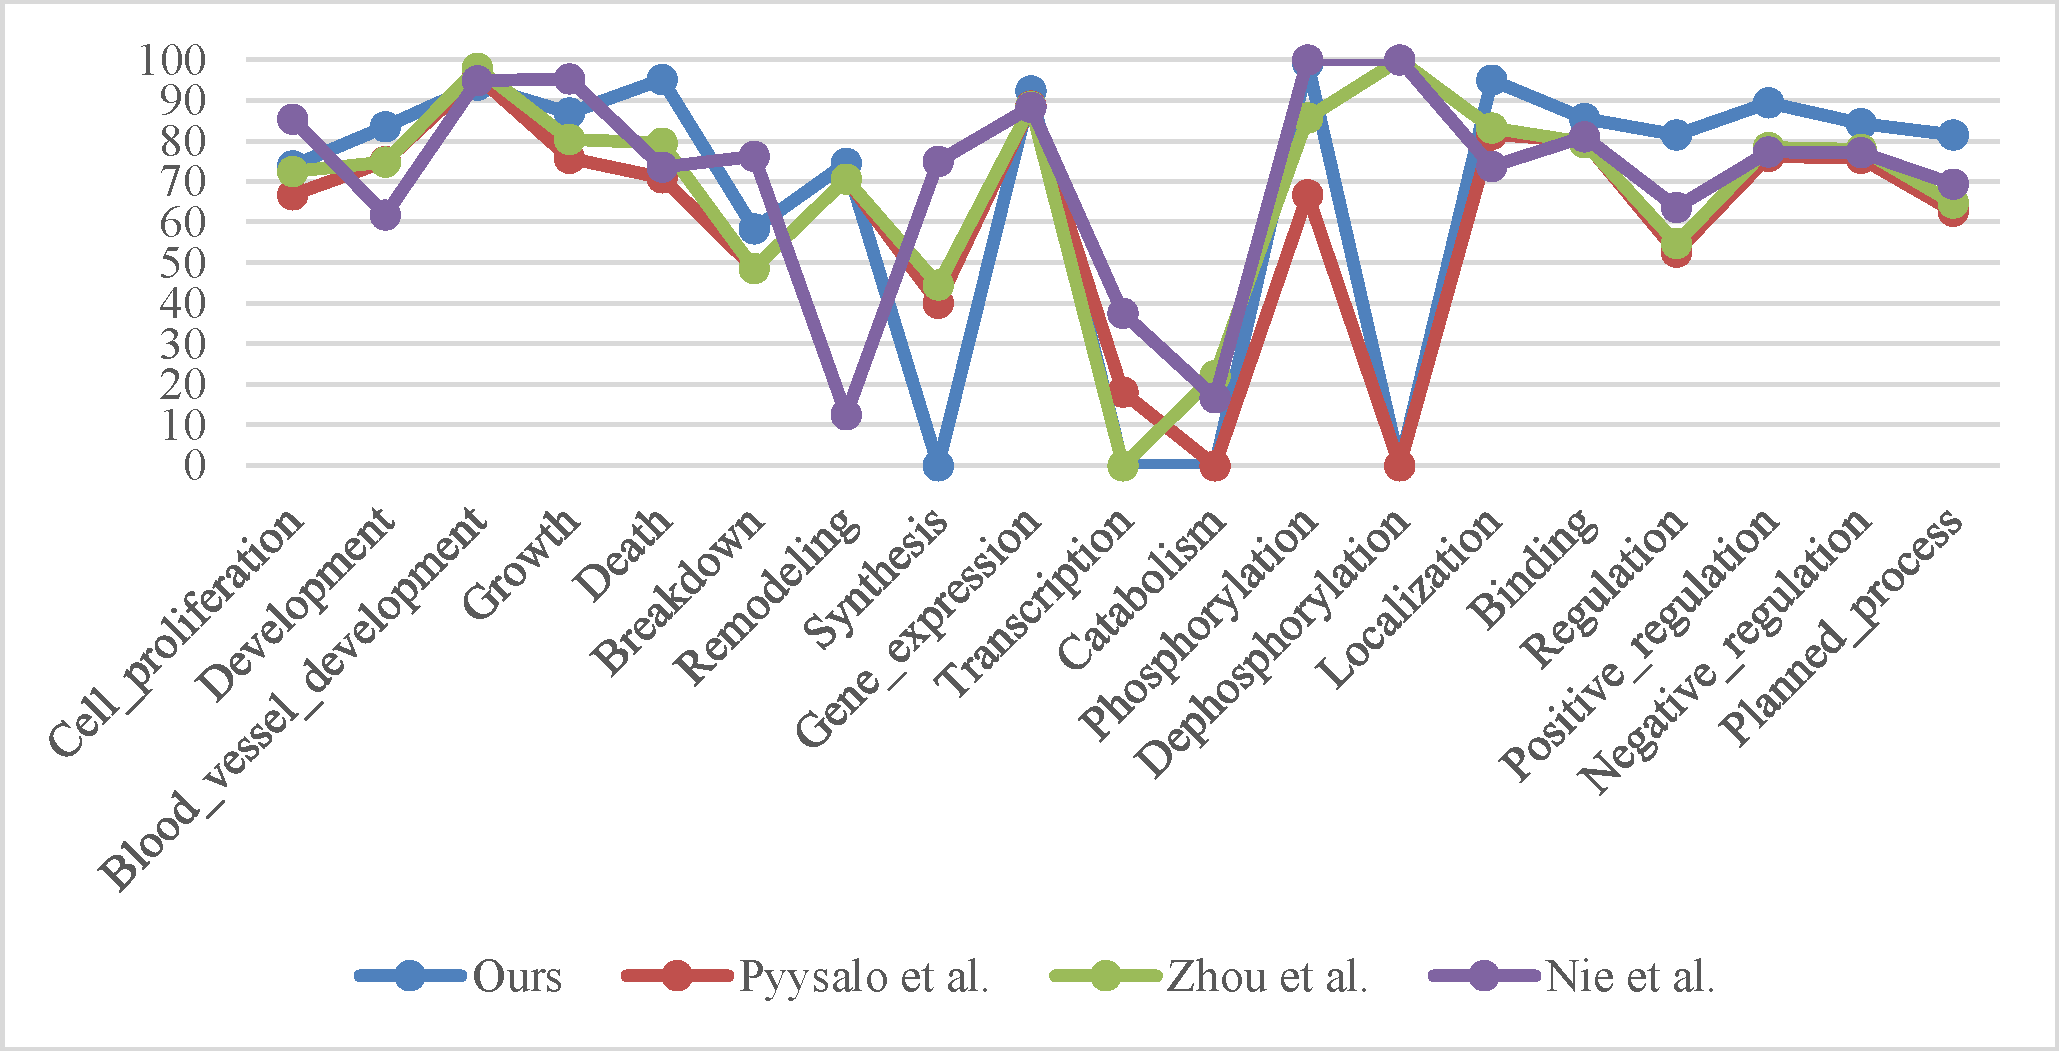 100
90
80
70
60
50
40
30
20
10
0
Cell_proliferation
Development
Blood_vessel_development
Growth
Death
Breakdown
Remodeling
Synthesis
Gene_expression
Transcription
Catabolism
Phosphorylation
Dephosphorylation
Localization
Binding
Regulation
Positive_regulation
Negative_regulation
Planned_process
Ours Pyysalo et al. Zhou et al. Nie et al.